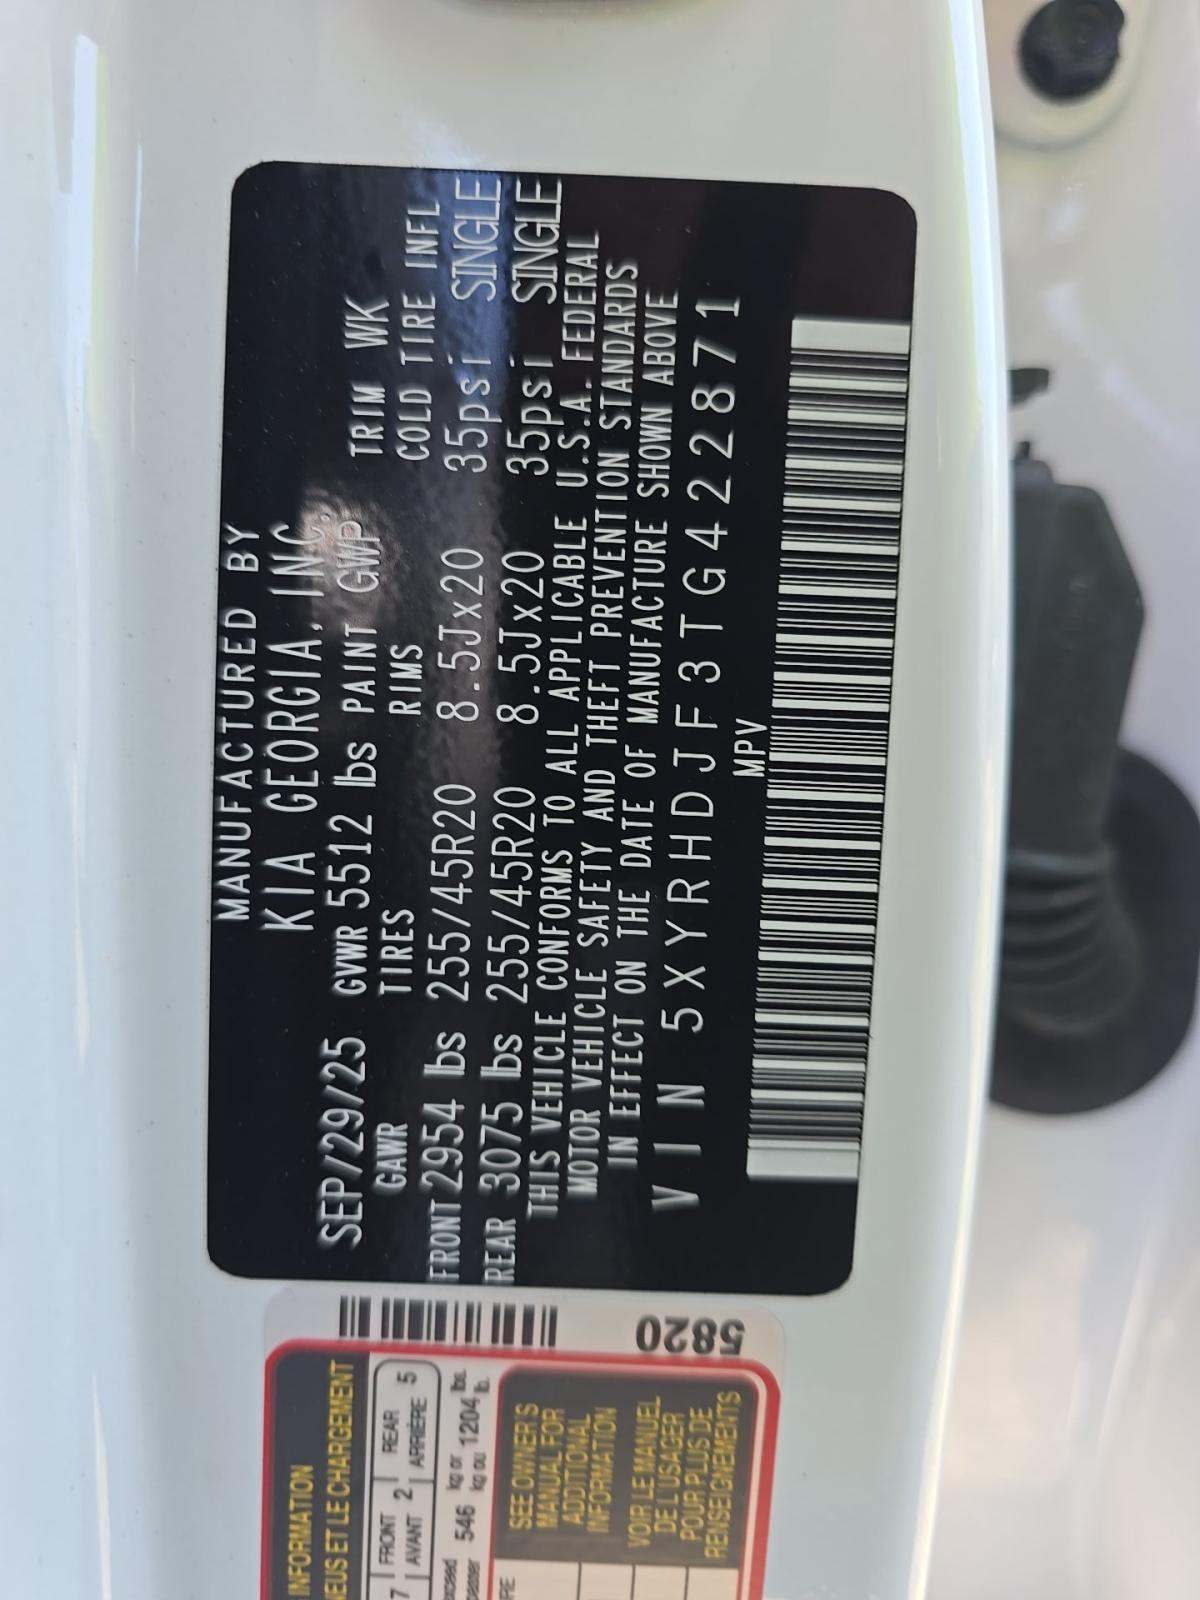 MANUFACTURED BY
KIA GEORGIA, INC.
SEP/29/25 GVWR 5512 lbs PAINT GWP TRIM WK
GAWR TIRES RIMS COLD TIRE INFL
FRONT 2954 lbs 255/45R20 8.5Jx20 35psi SINGLE
REAR 3075 lbs 255/45R20 8.5Jx20 35psi SINGLE
THIS VEHICLE CONFORMS TO ALL APPLICABLE U.S.A. FEDERAL
MOTOR VEHICLE SAFETY AND THEFT PREVENTION STANDARDS
IN EFFECT ON THE DATE OF MANUFACTURE SHOWN ABOVE
VIN 5XYRHDJF3TG422871
MPV
5820
INFORMATION
ET LE CHARGEMENT
7 FRONT 2 REAR 5
AVANT ARRIÈRE
exceed 546 kg or 1204 lbs.
kg ou lb.
SEE OWNER'S
MANUAL FOR
ADDITIONAL
INFORMATION
VOIR LE MANUEL
DE L'USAGER
POUR PLUS DE
RENSEIGNEMENTS